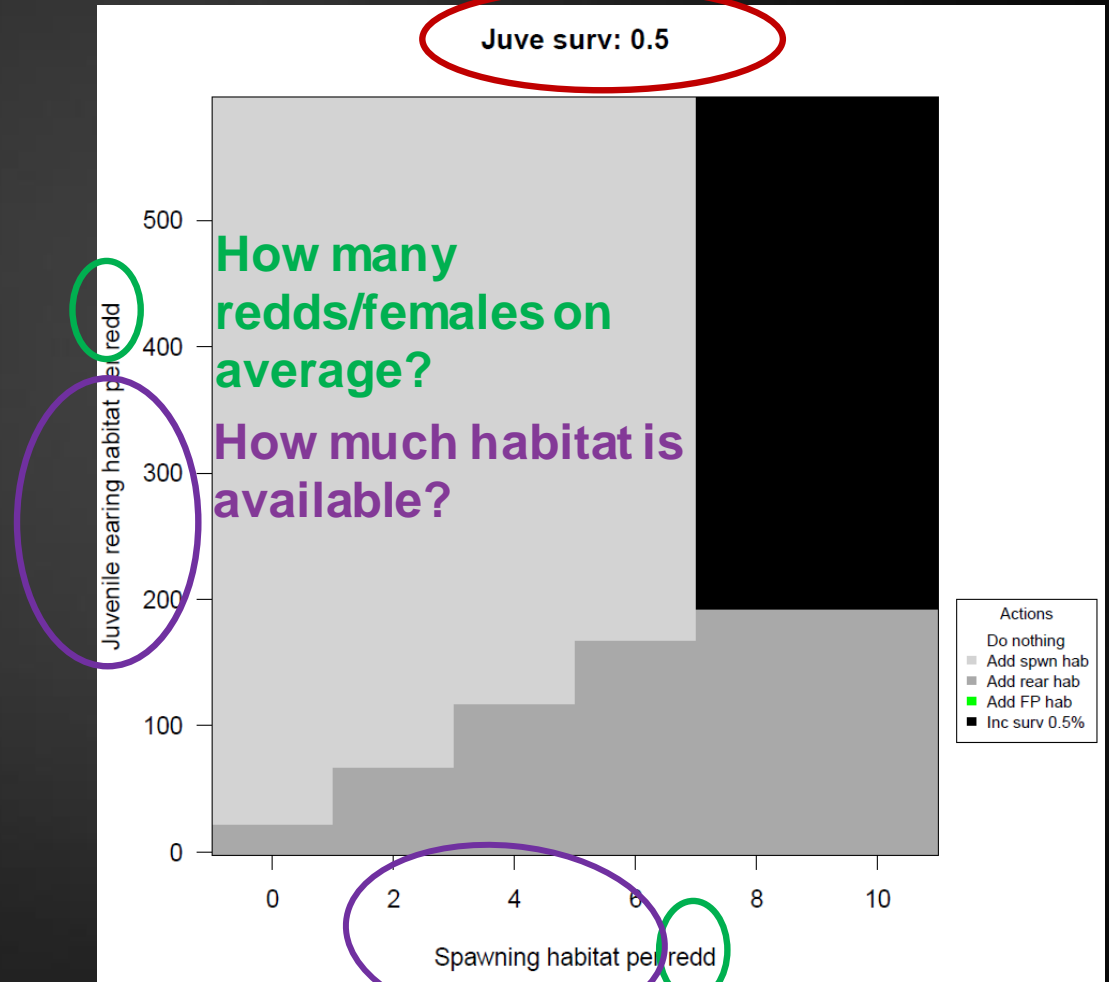 Juve surv: 0.5
500
400
300
200
100
0
Juvenile rearing habitat per redd
How many
redds/females on
average?
How much habitat is
available?
Actions
Do nothing
Add spwn hab
Add rear hab
Add FP hab
Inc surv 0.5%
0 2 4 6 8 10
Spawning habitat per redd